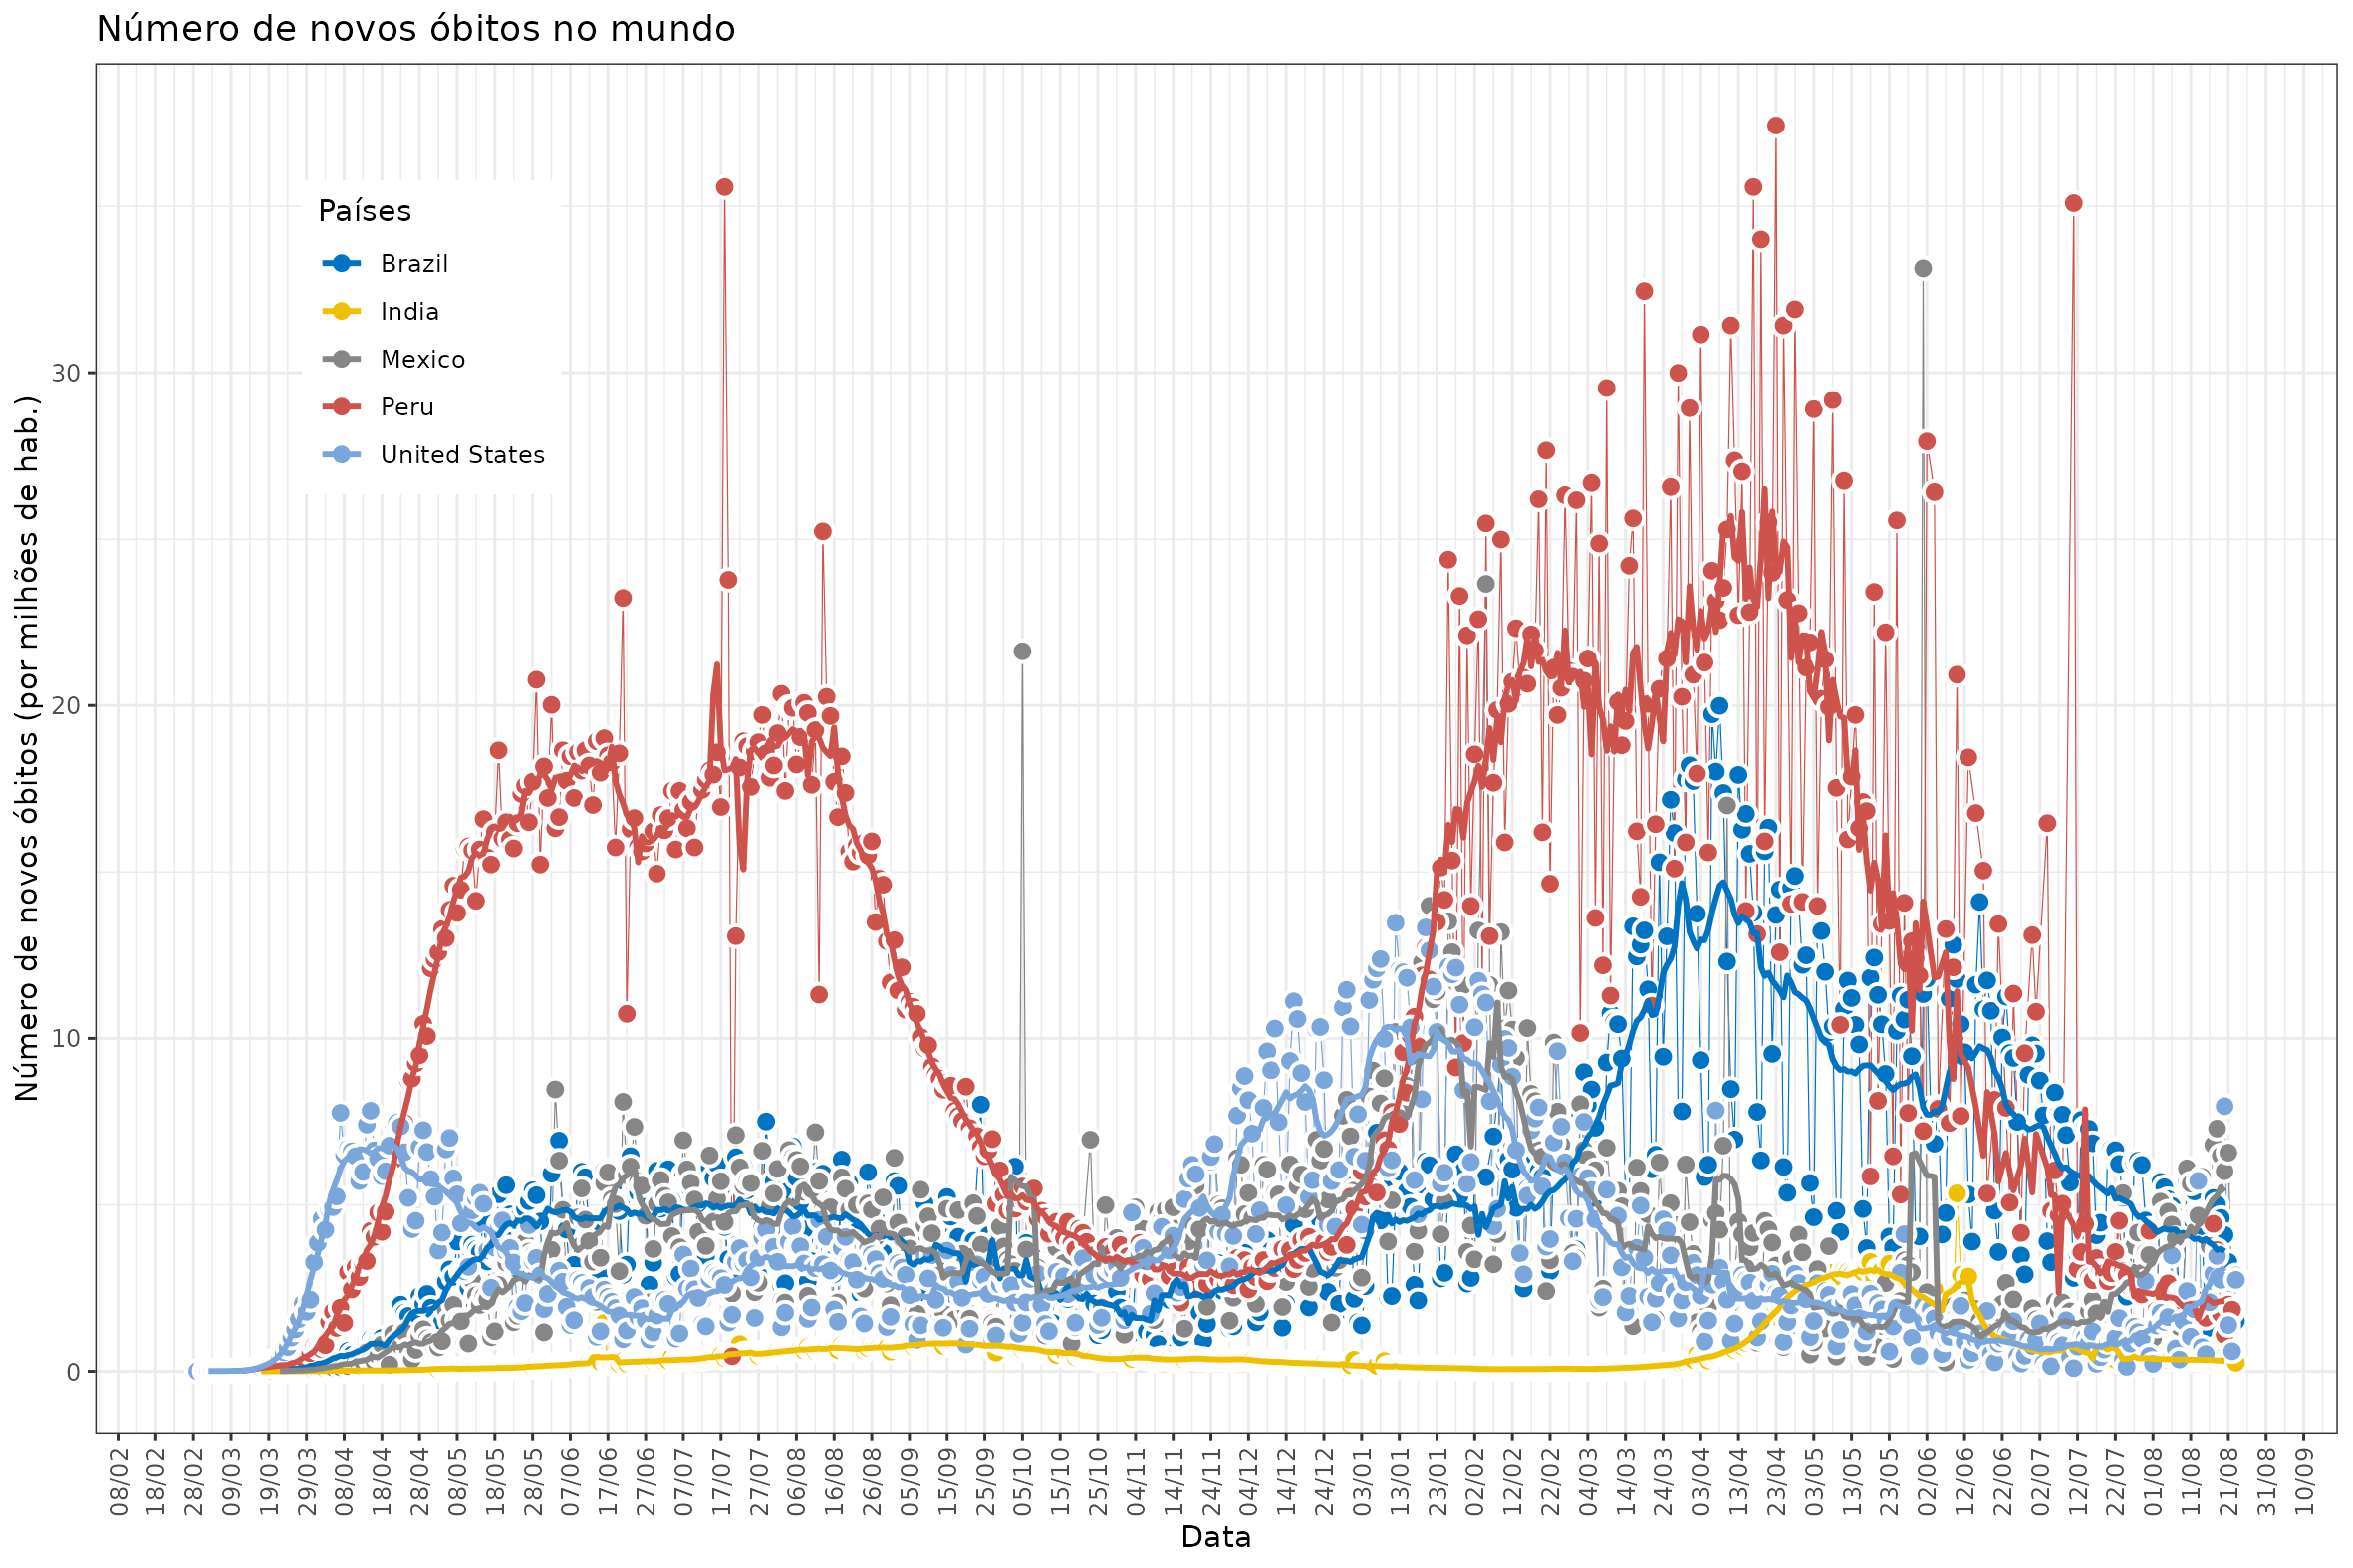 Número de novos óbitos no mundo
Países
Brazil
India
Mexico
Peru
United States
Número de novos óbitos (por milhões de hab.)
30
20
10
0
08/02 18/02 28/02 09/03 19/03 29/03 08/04 18/04 28/04 08/05 18/05 28/05 07/06 17/06 27/06 07/07 17/07 27/07 06/08 16/08 26/08 05/09 15/09 25/09 05/10 15/10 25/10 04/11 14/11 24/11 04/12 14/12 24/12 03/01 13/01 23/01 02/02 12/02 22/02 04/03 14/03 24/03 03/04 13/04 23/04 03/05 13/05 23/05 02/06 12/06 22/06 02/07 12/07 22/07 01/08 11/08 21/08 31/08 10/09
Data